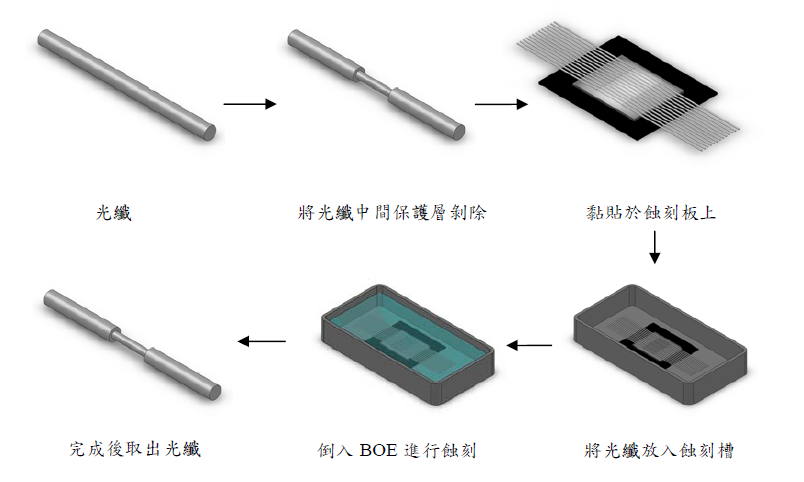 光纖
將光纖中間保護層剝除
黏貼於蝕刻板上
將光纖放入蝕刻槽
倒入 BOE 進行蝕刻
完成後取出光纖